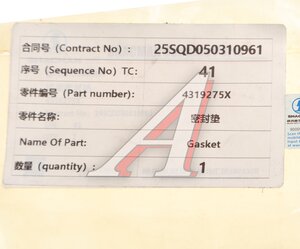 合同号（Contract No）： 25SQD050310961
序号（Sequence No）TC: 41
零件编号（Part number): 4319275X
零件名称: 密封垫
Name Of Part: Gasket
数量（quantity）： 1